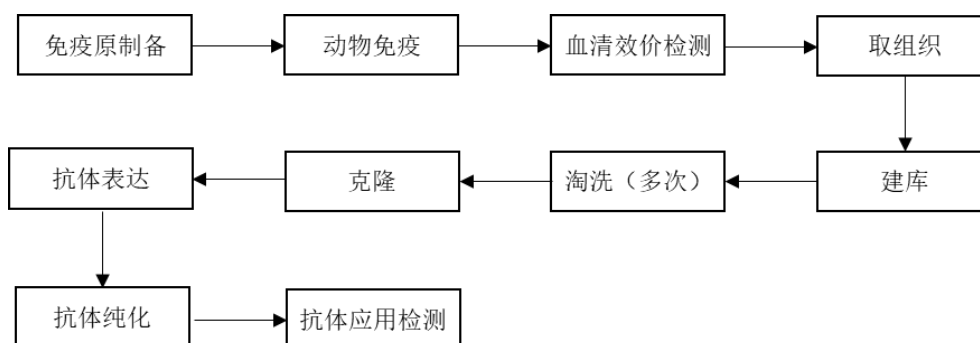 免疫原制备
动物免疫
血清效价检测
取组织
建库
淘洗（多次）
克隆
抗体表达
抗体纯化
抗体应用检测